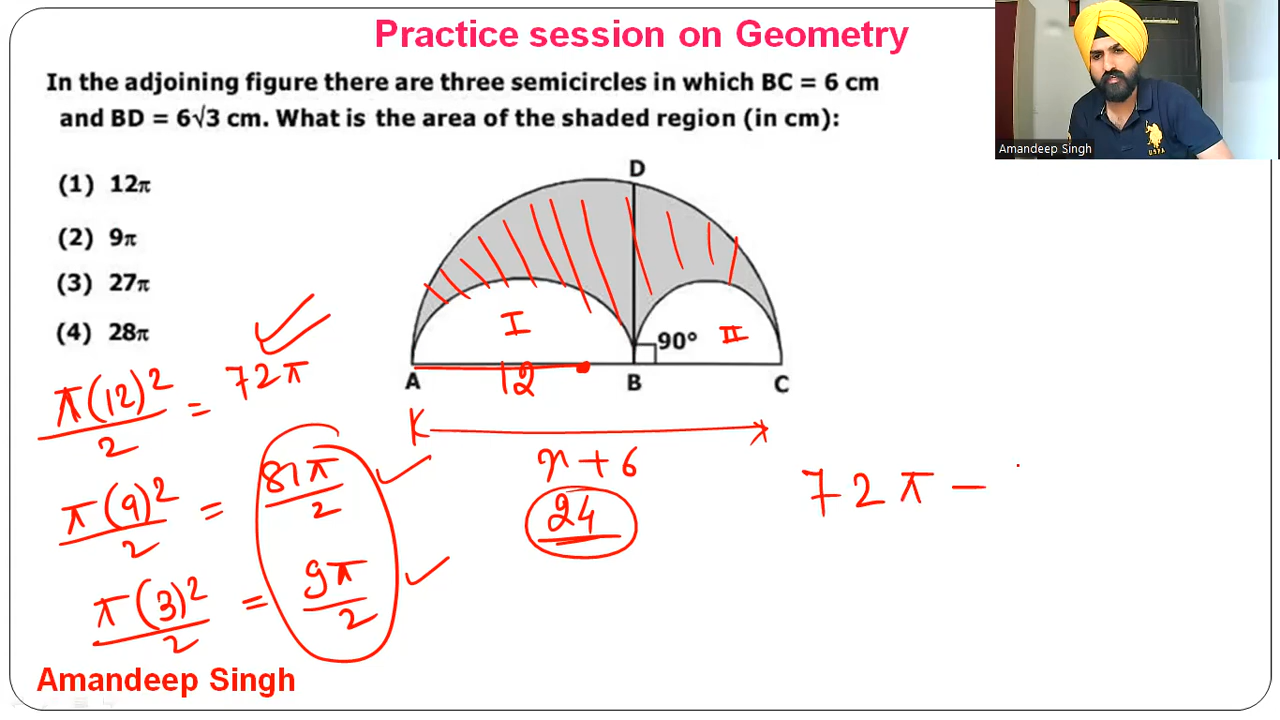 Practice session on Geometry
In the adjoining figure there are three semicircles in which BC = 6 cm
and BD = 6√3 cm. What is the area of the shaded region (in cm):
(1) 12π
(2) 9π
(3) 27π
(4) 28π
D
I
II
90°
A
12
B
C
x + 6
24
π(12)²/2 = 72π
π(9)²/2 = 81π/2
π(3)²/2 = 9π/2
72π −
Amandeep Singh
Amandeep Singh
USPA